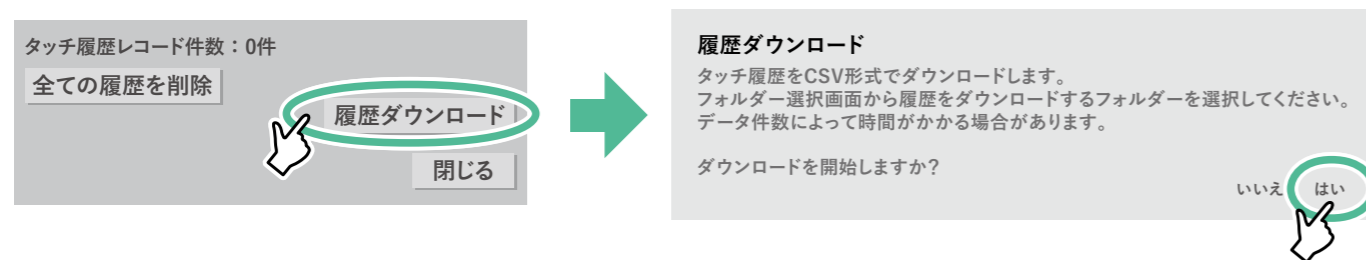 タッチ履歴レコード件数：0件
全ての履歴を削除
履歴ダウンロード
閉じる
履歴ダウンロード
タッチ履歴をCSV形式でダウンロードします。
フォルダー選択画面から履歴をダウンロードするフォルダーを選択してください。
データ件数によって時間がかかる場合があります。
ダウンロードを開始しますか？
いいえ はい